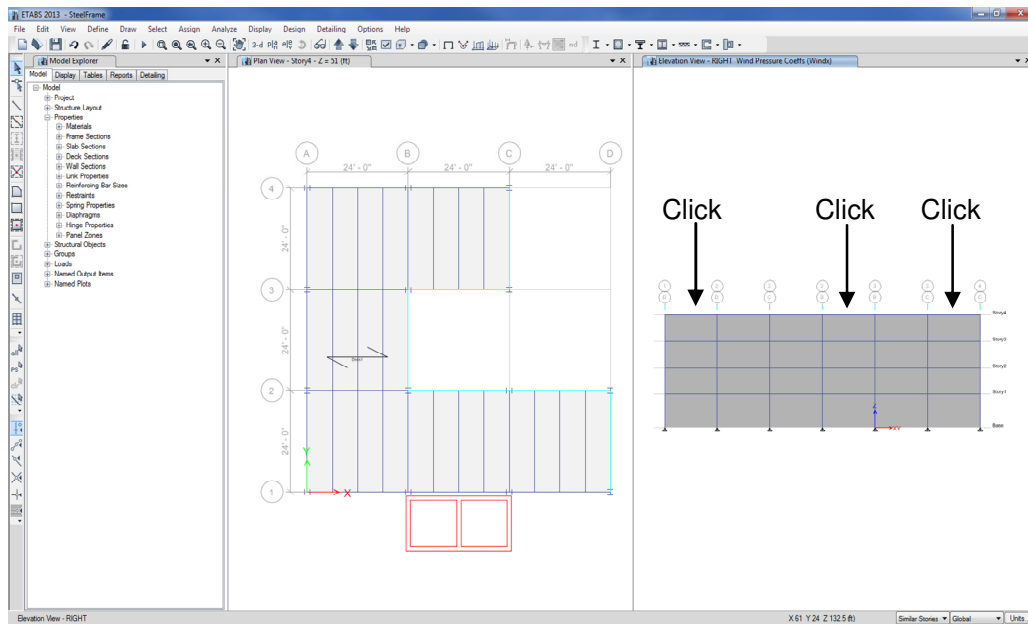 ETABS 2013 - SteelFrame
File Edit View Define Draw Select Assign Analyze Display Design Detailing Options Help
3-d nd
Model Explorer
Plan View - Story4 - Z = 51 (ft)
Elevation View - RIGHT Wind Pressure Coeffs (Windx)
Model Display Tables Reports Detailing
Model
Project
Structure Layout
Properties
Materials
Frame Sections
Slab Sections
Deck Sections
Wall Sections
Link Properties
Reinforcing Bar Sizes
Restraints
Spring Properties
Diaphragms
Hinge Properties
Panel Zones
Structural Objects
Groups
Loads
Named Output Items
Named Plots
A B C D
24' - 0" 24' - 0" 24' - 0"
4
24' - 0"
3
24' - 0"
2
24' - 0"
1
Y
X
Click Click Click
Story4
Story3
Story2
Story1
Base
Z
Elevation View - RIGHT
X 61 Y 24 Z 132.5 (ft)
Similar Stories Global Units